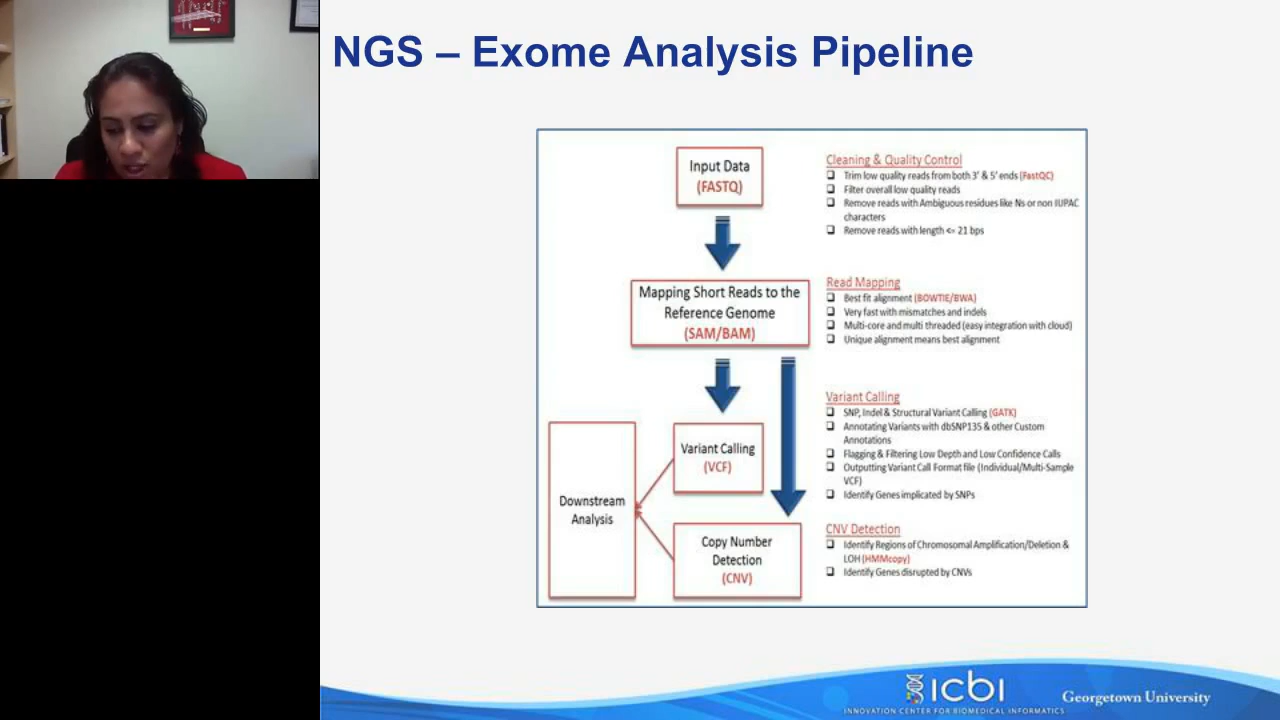 NGS – Exome Analysis Pipeline
Input Data
(FASTQ)
Mapping Short Reads to the
Reference Genome
(SAM/BAM)
Variant Calling
(VCF)
Copy Number
Detection
(CNV)
Downstream
Analysis
Cleaning & Quality Control
Trim low quality reads from both 3' & 5' ends (FastQC)
Filter overall low quality reads
Remove reads with Ambiguous residues like Ns or non IUPAC
characters
Remove reads with length <= 21 bps
Read Mapping
Best fit alignment (BOWTIE/BWA)
Very fast with mismatches and indels
Multi-core and multi threaded (easy integration with cloud)
Unique alignment means best alignment
Variant Calling
SNP, Indel & Structural Variant Calling (GATK)
Annotating Variants with dbSNP135 & other Custom
Annotations
Flagging & Filtering Low Depth and Low Confidence Calls
Outputting Variant Call Format file (Individual/Multi-Sample
VCF)
Identify Genes implicated by SNPs
CNV Detection
Identify Regions of Chromosomal Amplification/Deletion &
LOH (HMMcopy)
Identify Genes disrupted by CNVs
icbi
INNOVATION CENTER FOR BIOMEDICAL INFORMATICS
Georgetown University